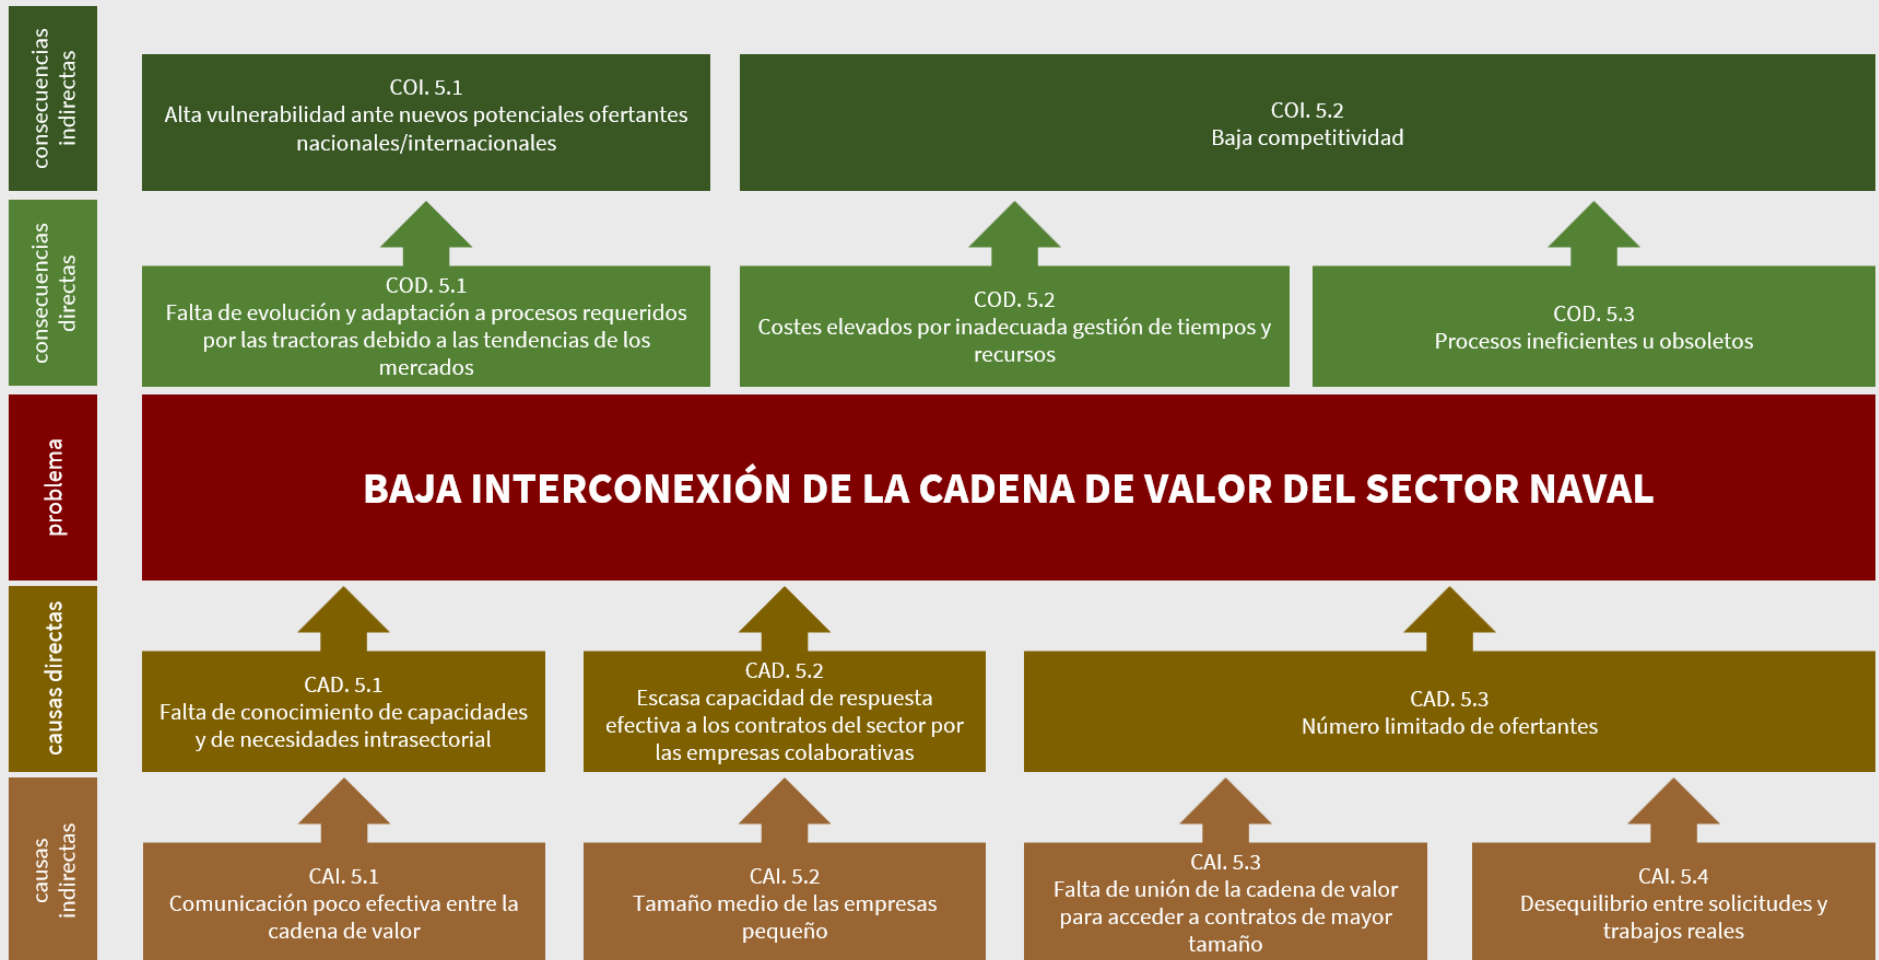 consecuencias
indirectas
COI. 5.1
Alta vulnerabilidad ante nuevos potenciales ofertantes
nacionales/internacionales
COI. 5.2
Baja competitividad
consecuencias
directas
COD. 5.1
Falta de evolución y adaptación a procesos requeridos
por las tractoras debido a las tendencias de los
mercados
COD. 5.2
Costes elevados por inadecuada gestión de tiempos y
recursos
COD. 5.3
Procesos ineficientes u obsoletos
problema
BAJA INTERCONEXIÓN DE LA CADENA DE VALOR DEL SECTOR NAVAL
causas directas
CAD. 5.1
Falta de conocimiento de capacidades
y de necesidades intrasectorial
CAD. 5.2
Escasa capacidad de respuesta
efectiva a los contratos del sector por
las empresas colaborativas
CAD. 5.3
Número limitado de ofertantes
causas
indirectas
CAI. 5.1
Comunicación poco efectiva entre la
cadena de valor
CAI. 5.2
Tamaño medio de las empresas
pequeño
CAI. 5.3
Falta de unión de la cadena de valor
para acceder a contratos de mayor
tamaño
CAI. 5.4
Desequilibrio entre solicitudes y
trabajos reales